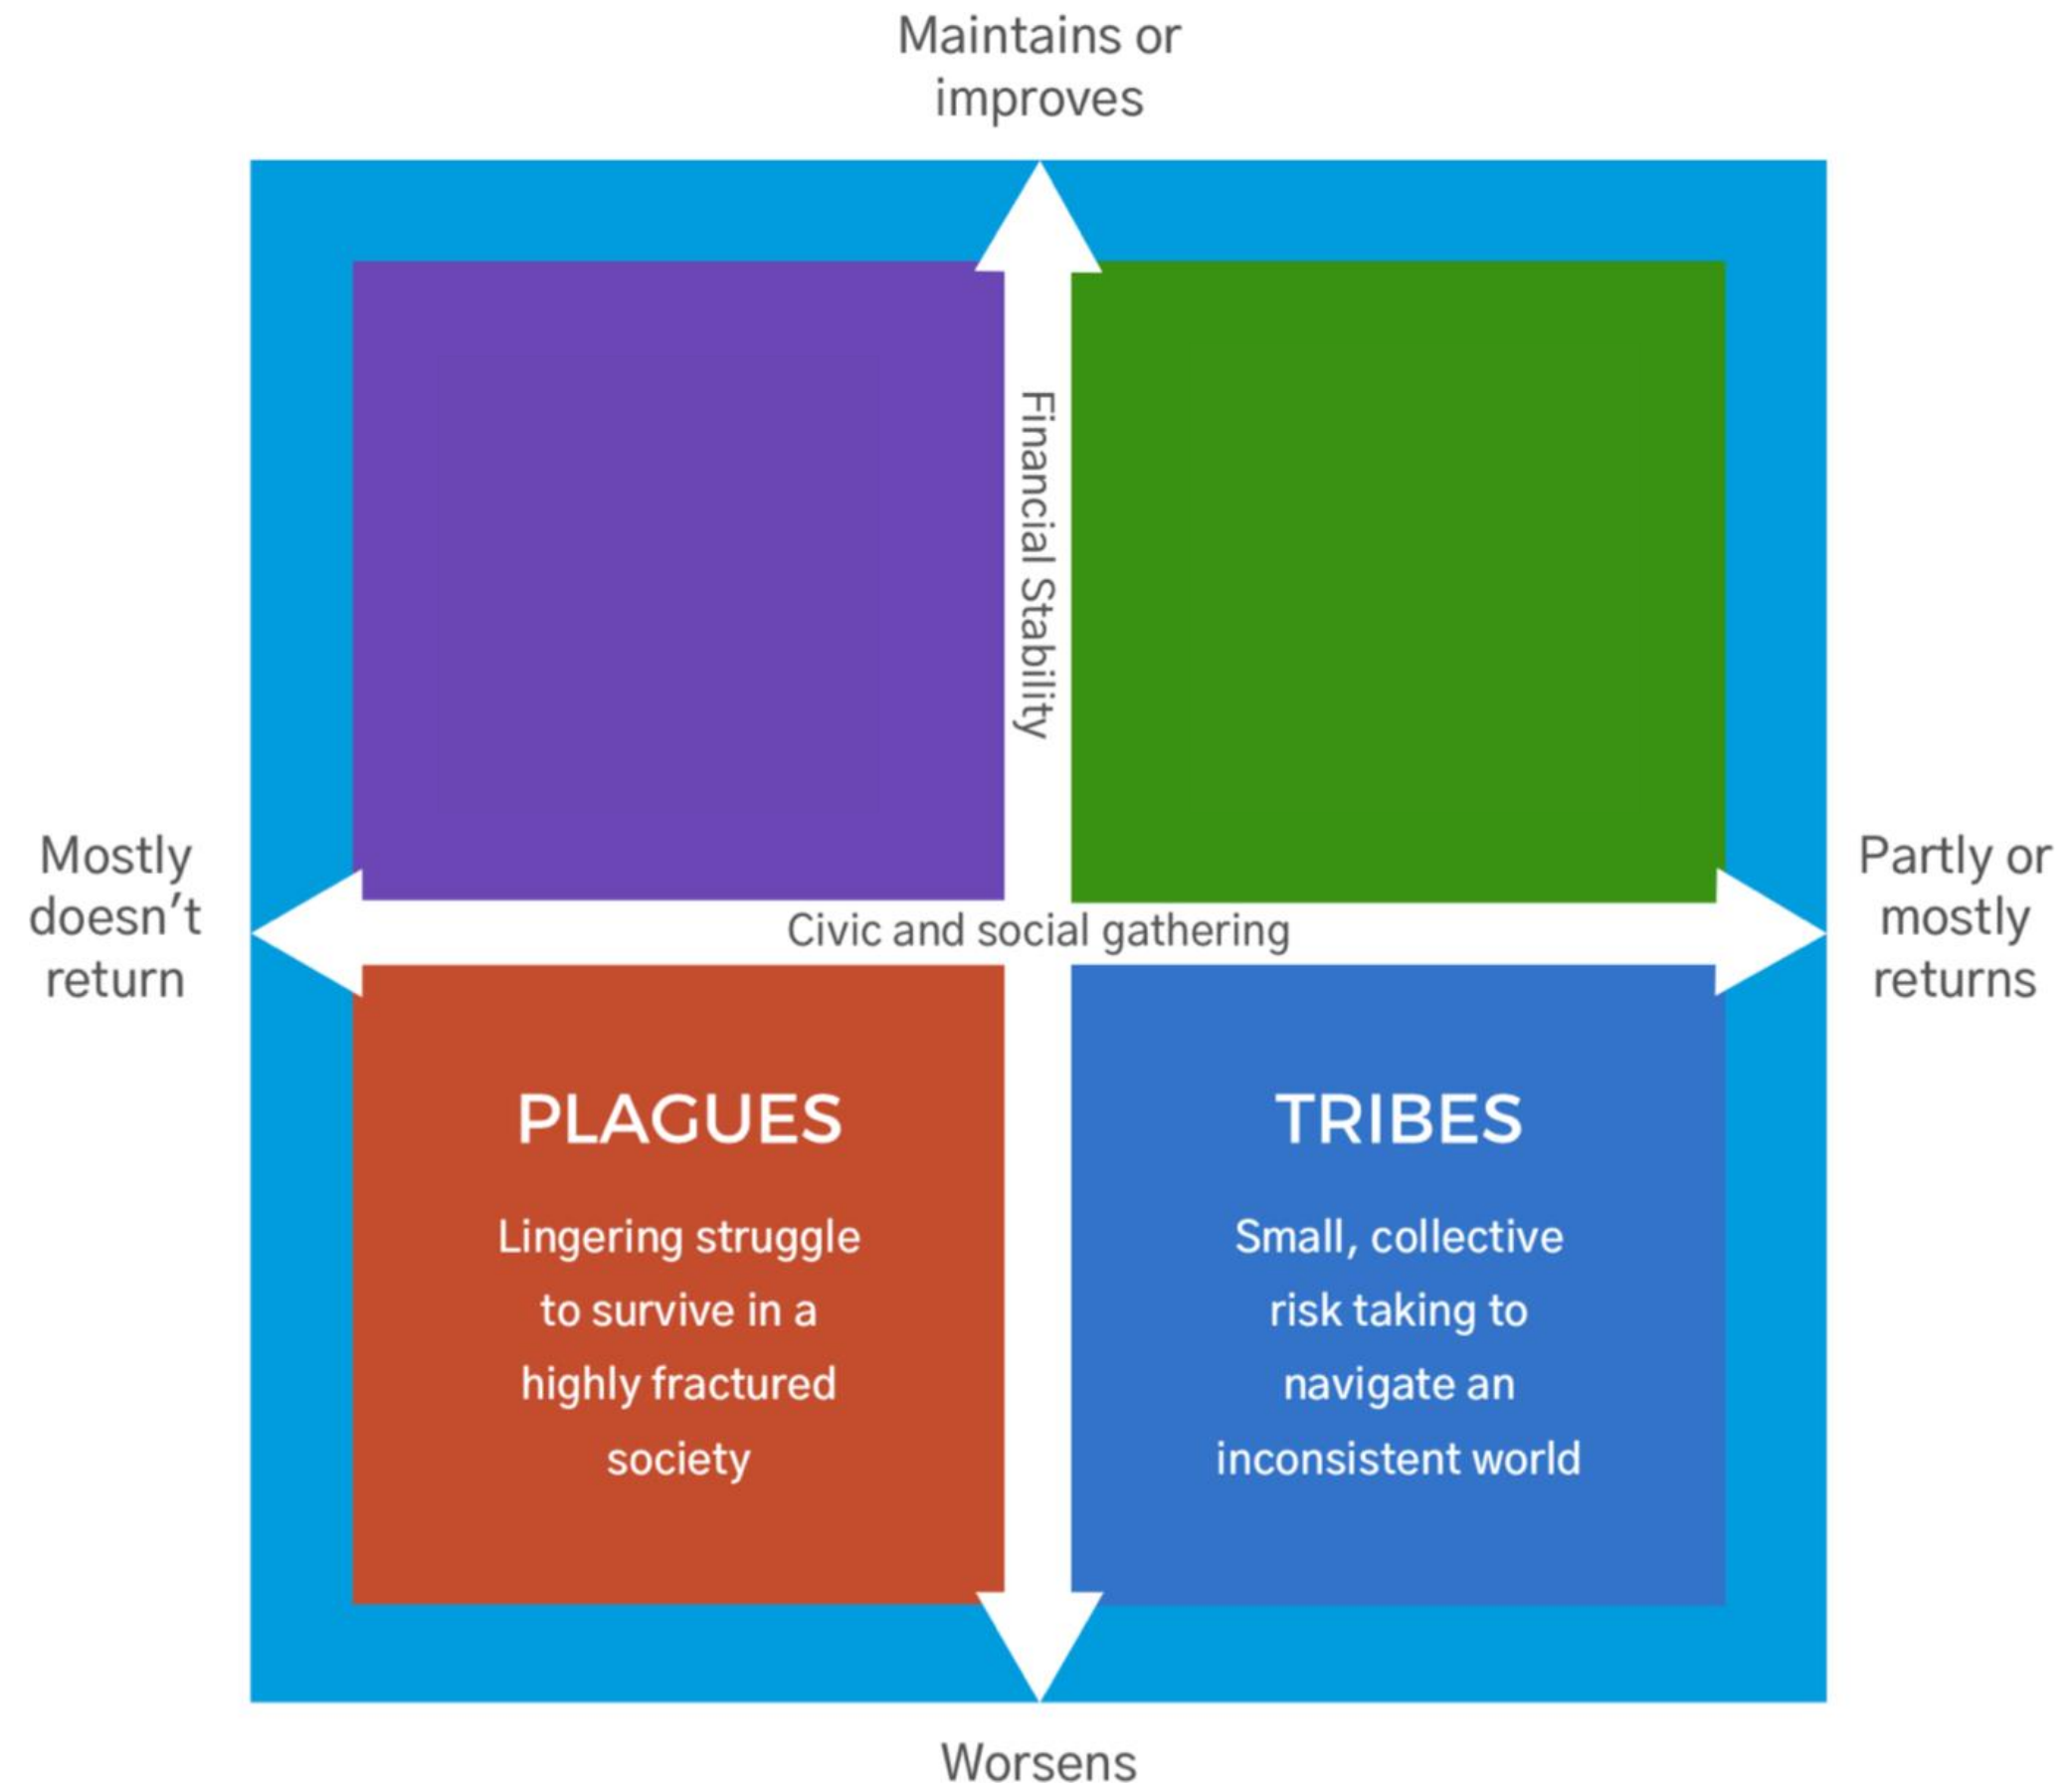 Maintains or
improves
Financial Stability
Mostly
doesn't
return
Civic and social gathering
Partly or
mostly
returns
PLAGUES
Lingering struggle
to survive in a
highly fractured
society
TRIBES
Small, collective
risk taking to
navigate an
inconsistent world
Worsens